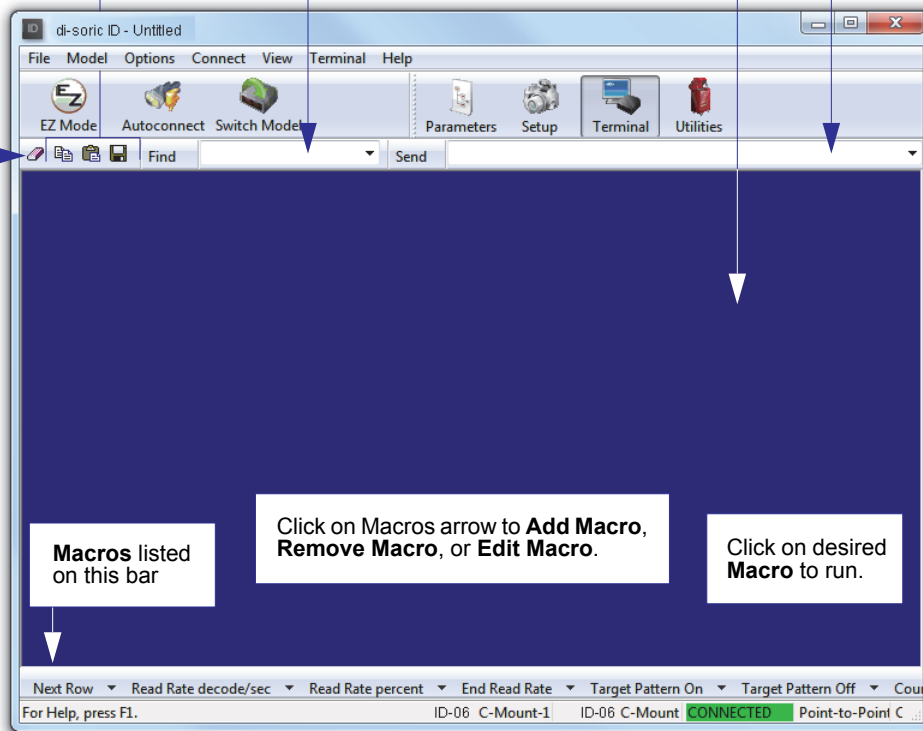 ID di-soric ID - Untitled
File Model Options Connect View Terminal Help
EZ
EZ Mode Autoconnect Switch Model Parameters Setup Terminal Utilities
Find Send
Macros listed
on this bar
Click on Macros arrow to Add Macro,
Remove Macro, or Edit Macro.
Click on desired
Macro to run.
Next Row Read Rate decode/sec Read Rate percent End Read Rate Target Pattern On Target Pattern Off Cour
For Help, press F1. ID-06 C-Mount-1 ID-06 C-Mount CONNECTED Point-to-Point C